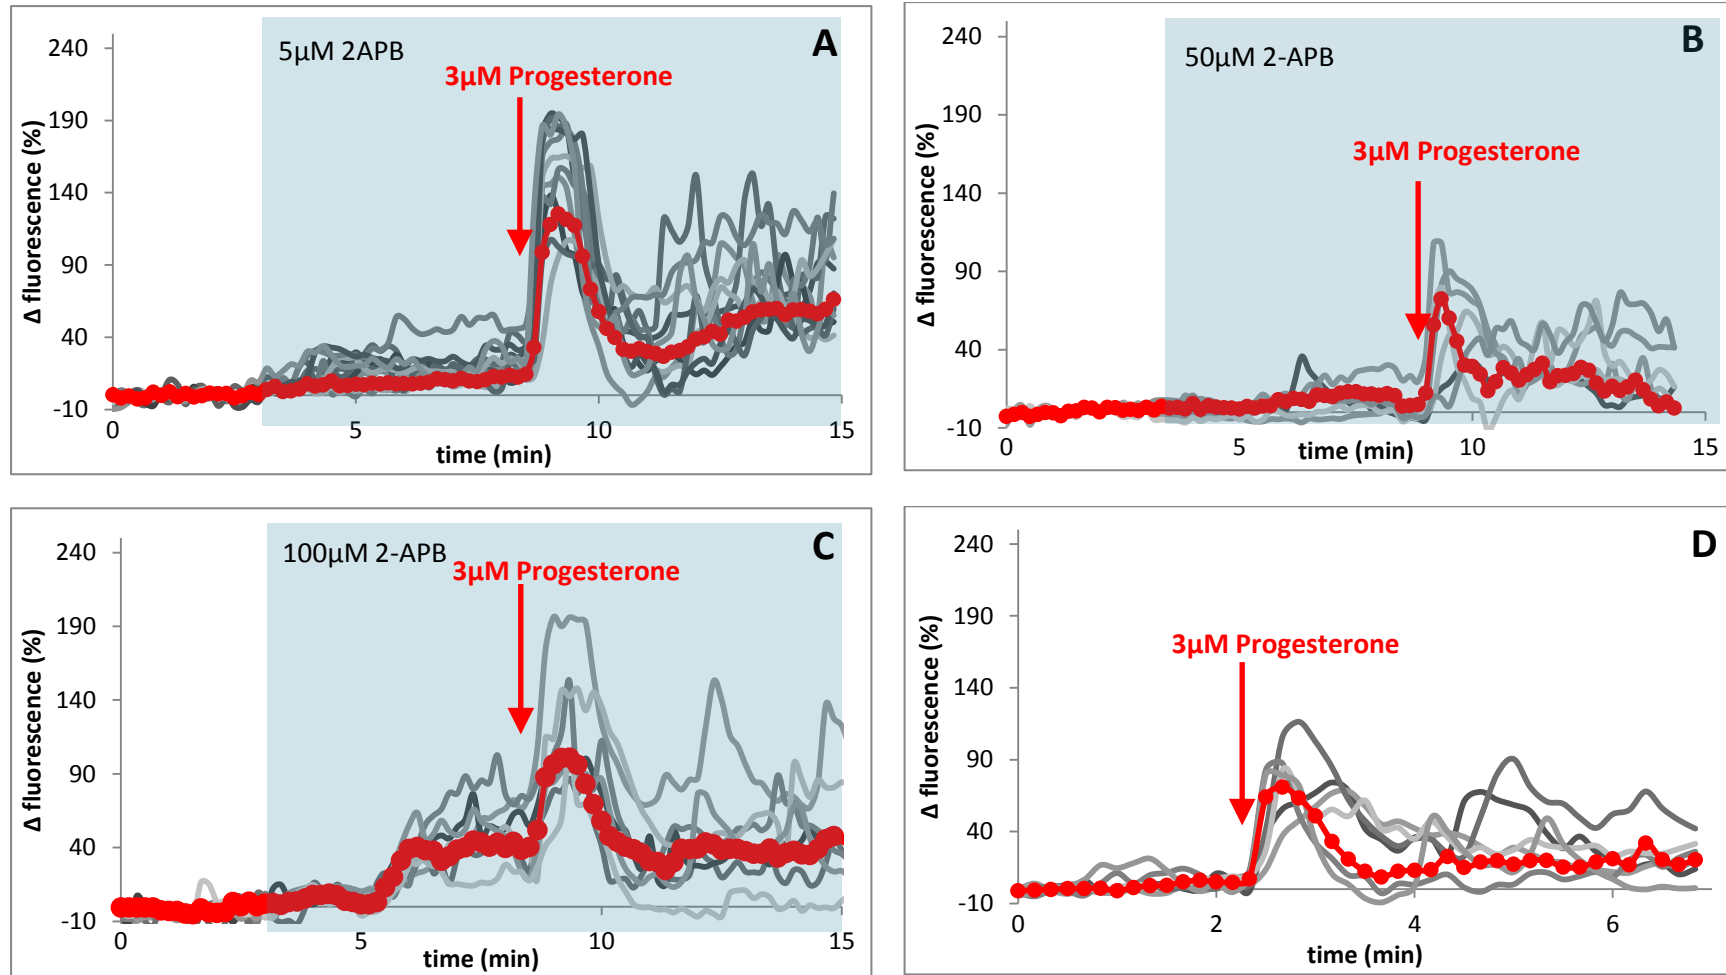 A
5µM 2APB
3µM Progesterone
Δ fluorescence (%)
240
190
140
90
40
-10
0
5
10
15
time (min)
B
50µM 2-APB
3µM Progesterone
Δ fluorescence (%)
240
190
140
90
40
-10
0
5
10
15
time (min)
C
100µM 2-APB
3µM Progesterone
Δ fluorescence (%)
240
190
140
90
40
-10
0
5
10
15
time (min)
D
3µM Progesterone
Δ fluorescence (%)
240
190
140
90
40
-10
0
2
4
6
time (min)